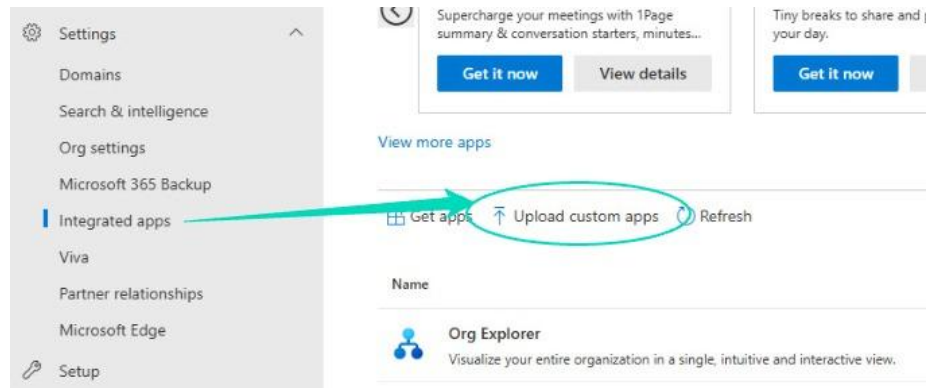 Settings
Domains
Search & intelligence
Org settings
Microsoft 365 Backup
Integrated apps
Viva
Partner relationships
Microsoft Edge
Setup
Supercharge your meetings with 1Page
summary & conversation starters, minutes...
Get it now
View details
Tiny breaks to share and
your day.
Get it now
View more apps
Get apps
Upload custom apps
Refresh
Name
Org Explorer
Visualize your entire organization in a single, intuitive and interactive view.